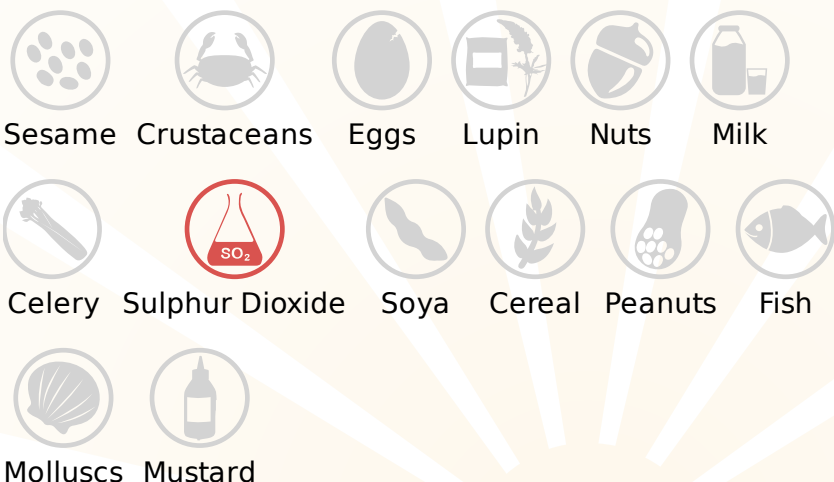 Sesame Crustaceans Eggs Lupin Nuts Milk
SO₂
Celery Sulphur Dioxide Soya Cereal Peanuts Fish
Molluscs Mustard